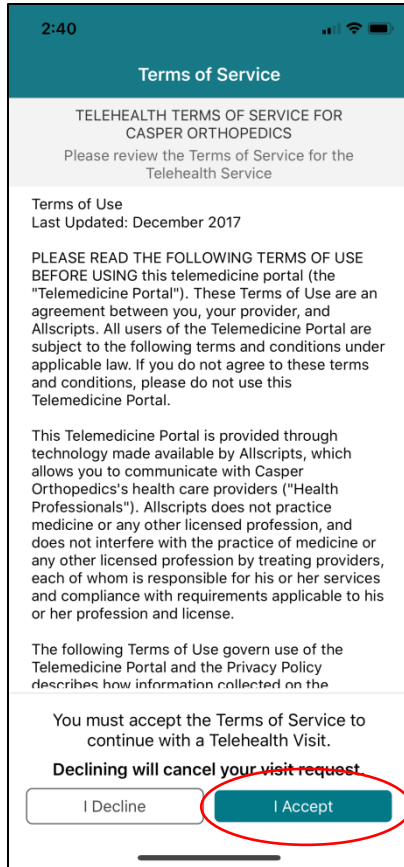 2:40
Terms of Service
TELEHEALTH TERMS OF SERVICE FOR
CASPER ORTHOPEDICS
Please review the Terms of Service for the
Telehealth Service
Terms of Use
Last Updated: December 2017
PLEASE READ THE FOLLOWING TERMS OF USE
BEFORE USING this telemedicine portal (the
"Telemedicine Portal"). These Terms of Use are an
agreement between you, your provider, and
Allscripts. All users of the Telemedicine Portal are
subject to the following terms and conditions under
applicable law. If you do not agree to these terms
and conditions, please do not use this
Telemedicine Portal.
This Telemedicine Portal is provided through
technology made available by Allscripts, which
allows you to communicate with Casper
Orthopedics's health care providers ("Health
Professionals"). Allscripts does not practice
medicine or any other licensed profession, and
does not interfere with the practice of medicine or
any other licensed profession by treating providers,
each of whom is responsible for his or her services
and compliance with requirements applicable to his
or her profession and license.
The following Terms of Use govern use of the
Telemedicine Portal and the Privacy Policy
describes how information collected on the
You must accept the Terms of Service to
continue with a Telehealth Visit.
Declining will cancel your visit request.
I Decline
I Accept